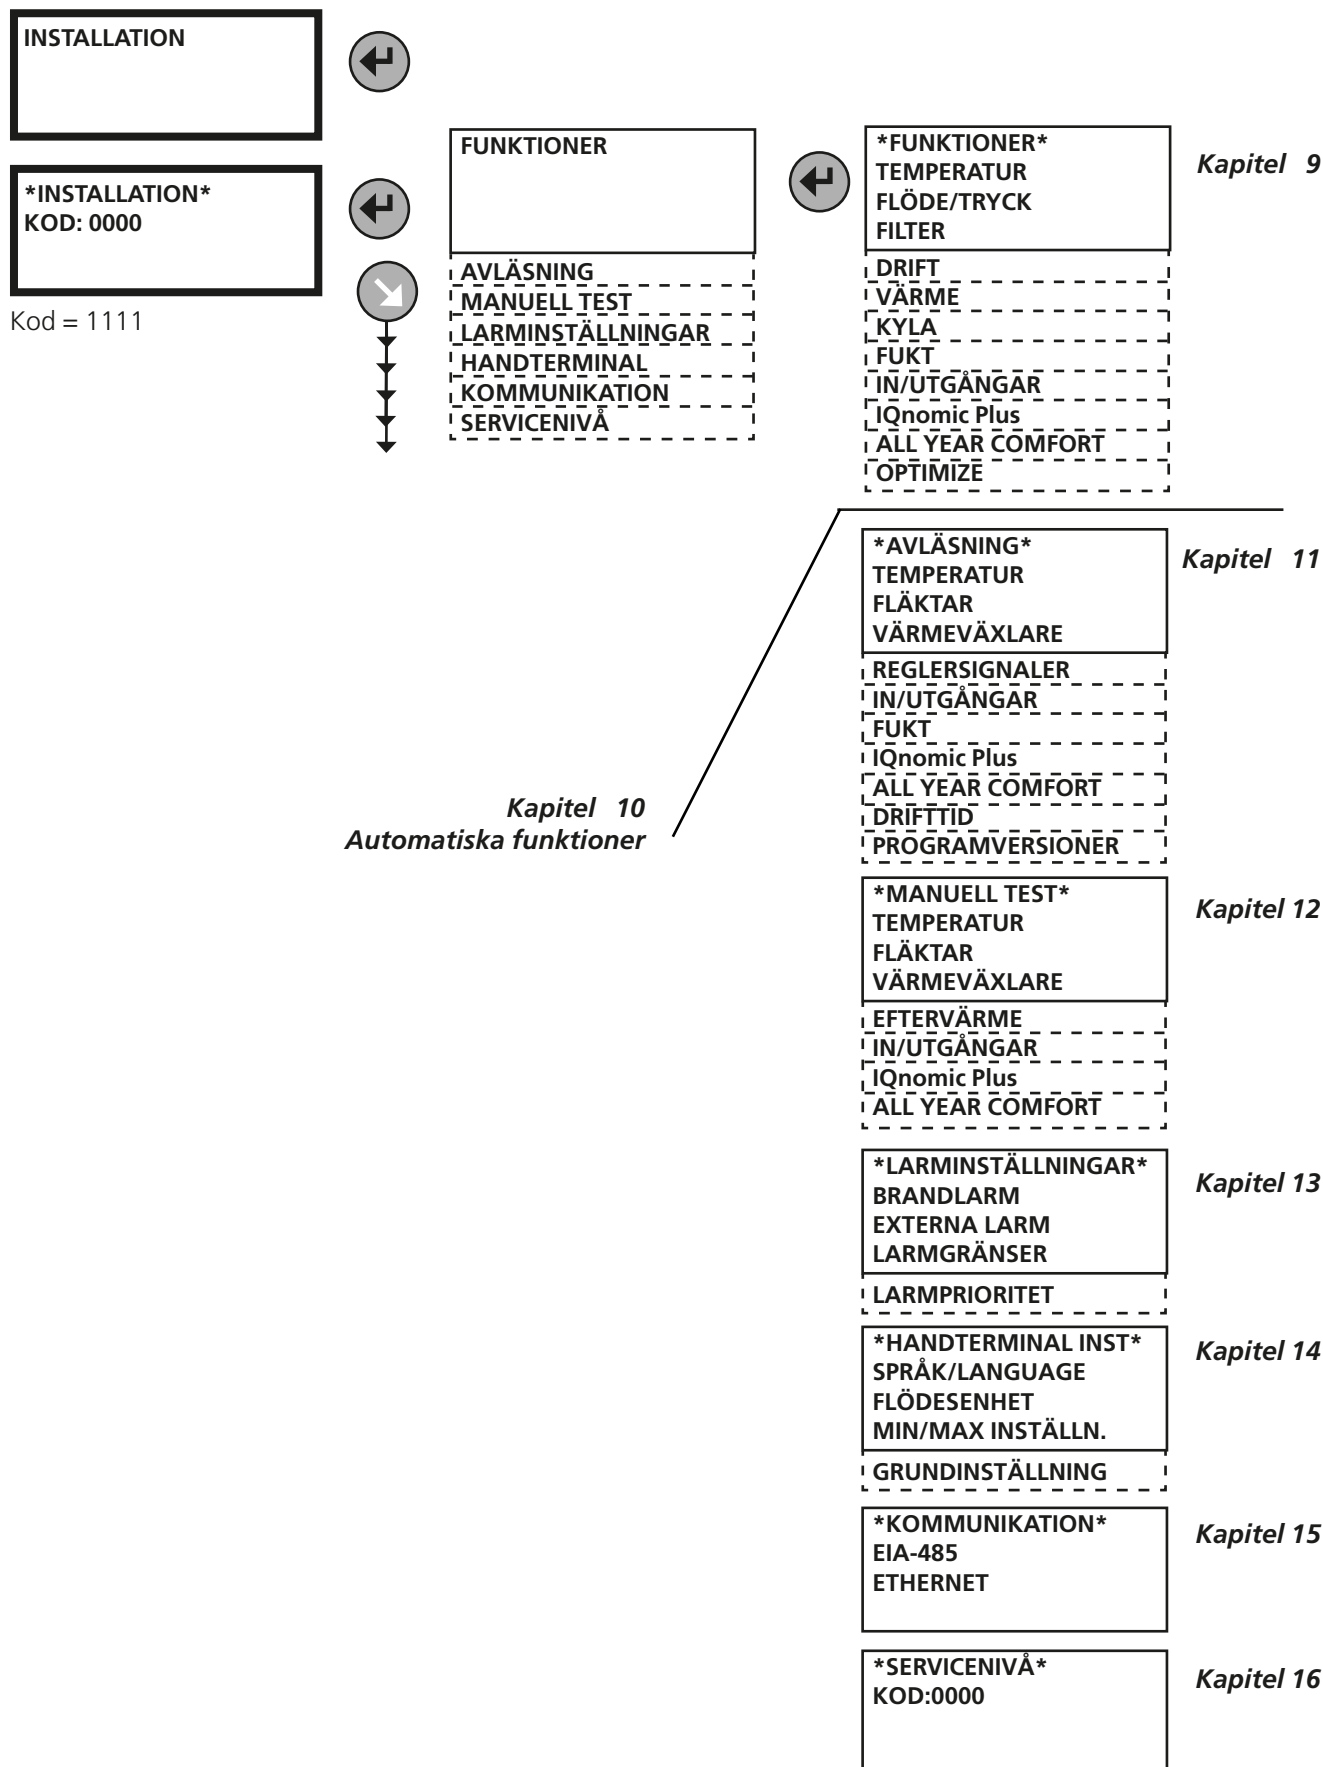 INSTALLATION
*INSTALLATION*
KOD: 0000
Kod = 1111
FUNKTIONER
AVLÄSNING
MANUELL TEST
LARMINSTÄLLNINGAR
HANDTERMINAL
KOMMUNIKATION
SERVICENIVÅ
*FUNKTIONER*
TEMPERATUR
FLÖDE/TRYCK
FILTER
DRIFT
VÄRME
KYLA
FUKT
IN/UTGÅNGAR
IQnomic Plus
ALL YEAR COMFORT
OPTIMIZE
Kapitel 9
Kapitel 10
Automatiska funktioner
*AVLÄSNING*
TEMPERATUR
FLÄKTAR
VÄRMEVÄXLARE
REGLERSIGNALER
IN/UTGÅNGAR
FUKT
IQnomic Plus
ALL YEAR COMFORT
DRIFTTID
PROGRAMVERSIONER
Kapitel 11
*MANUELL TEST*
TEMPERATUR
FLÄKTAR
VÄRMEVÄXLARE
EFTERVÄRME
IN/UTGÅNGAR
IQnomic Plus
ALL YEAR COMFORT
Kapitel 12
*LARMINSTÄLLNINGAR*
BRANDLARM
EXTERNA LARM
LARMGRÄNSER
LARMPRIORITET
Kapitel 13
*HANDTERMINAL INST*
SPRÅK/LANGUAGE
FLÖDESENHET
MIN/MAX INSTÄLLN.
GRUNDINSTÄLLNING
Kapitel 14
*KOMMUNIKATION*
EIA-485
ETHERNET
Kapitel 15
*SERVICENIVÅ*
KOD:0000
Kapitel 16